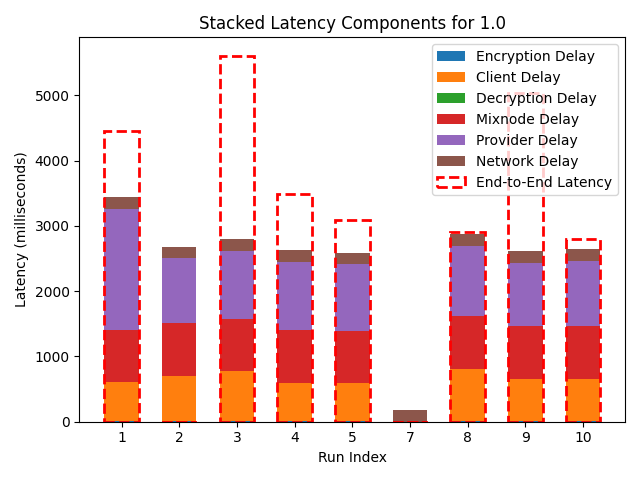 Stacked Latency Components for 1.0
Encryption Delay
Client Delay
Decryption Delay
Mixnode Delay
Provider Delay
Network Delay
End-to-End Latency
Latency (milliseconds)
5000
4000
3000
2000
1000
0
1 2 3 4 5 7 8 9 10
Run Index